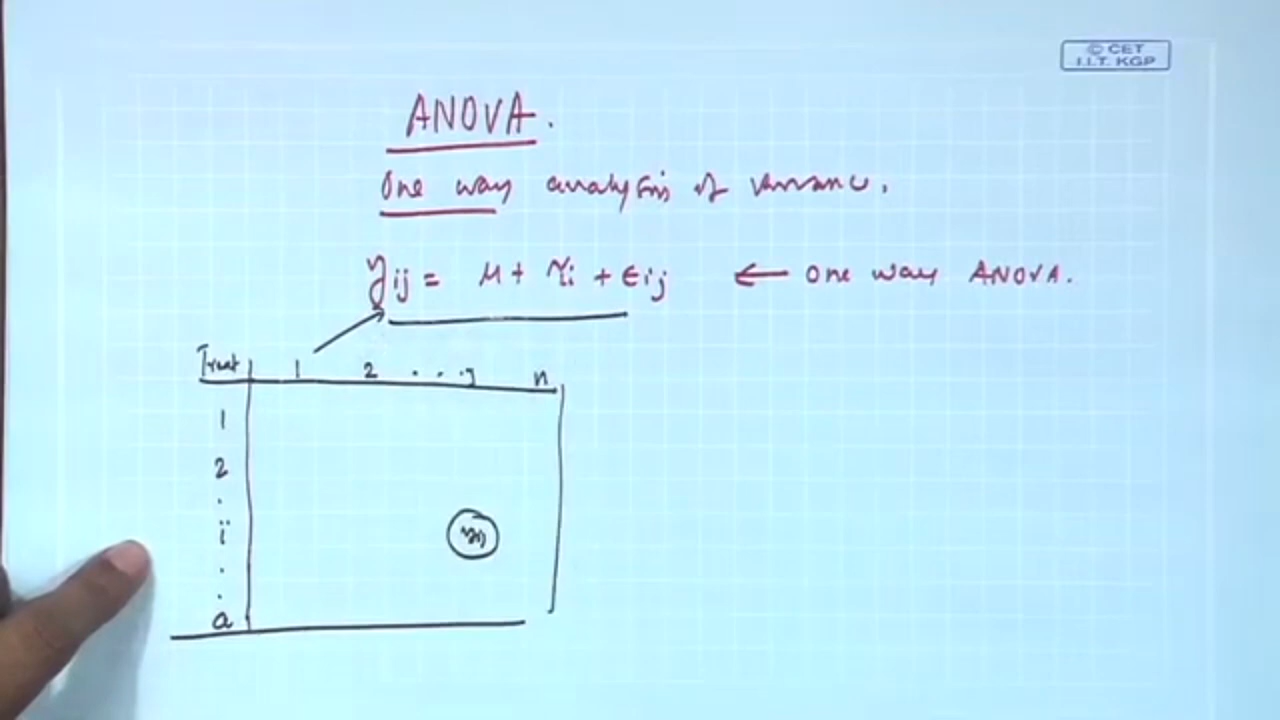 © CET
I.I.T. KGP
ANOVA.
One way analysis of variance.
yij = μ + τi + εij ← One way ANOVA.
Treat 1 2 . . . j n
1
2
.
i
yij
.
.
a